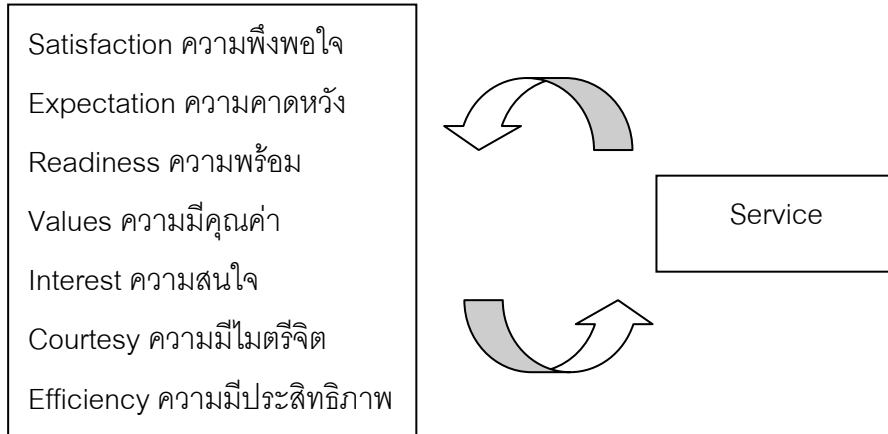 Satisfaction ความพึงพอใจ
Expectation ความคาดหวัง
Readiness ความพร้อม
Values ความมีคุณค่า
Interest ความสนใจ
Courtesy ความมีไมตรีจิต
Efficiency ความมีประสิทธิภาพ
Service